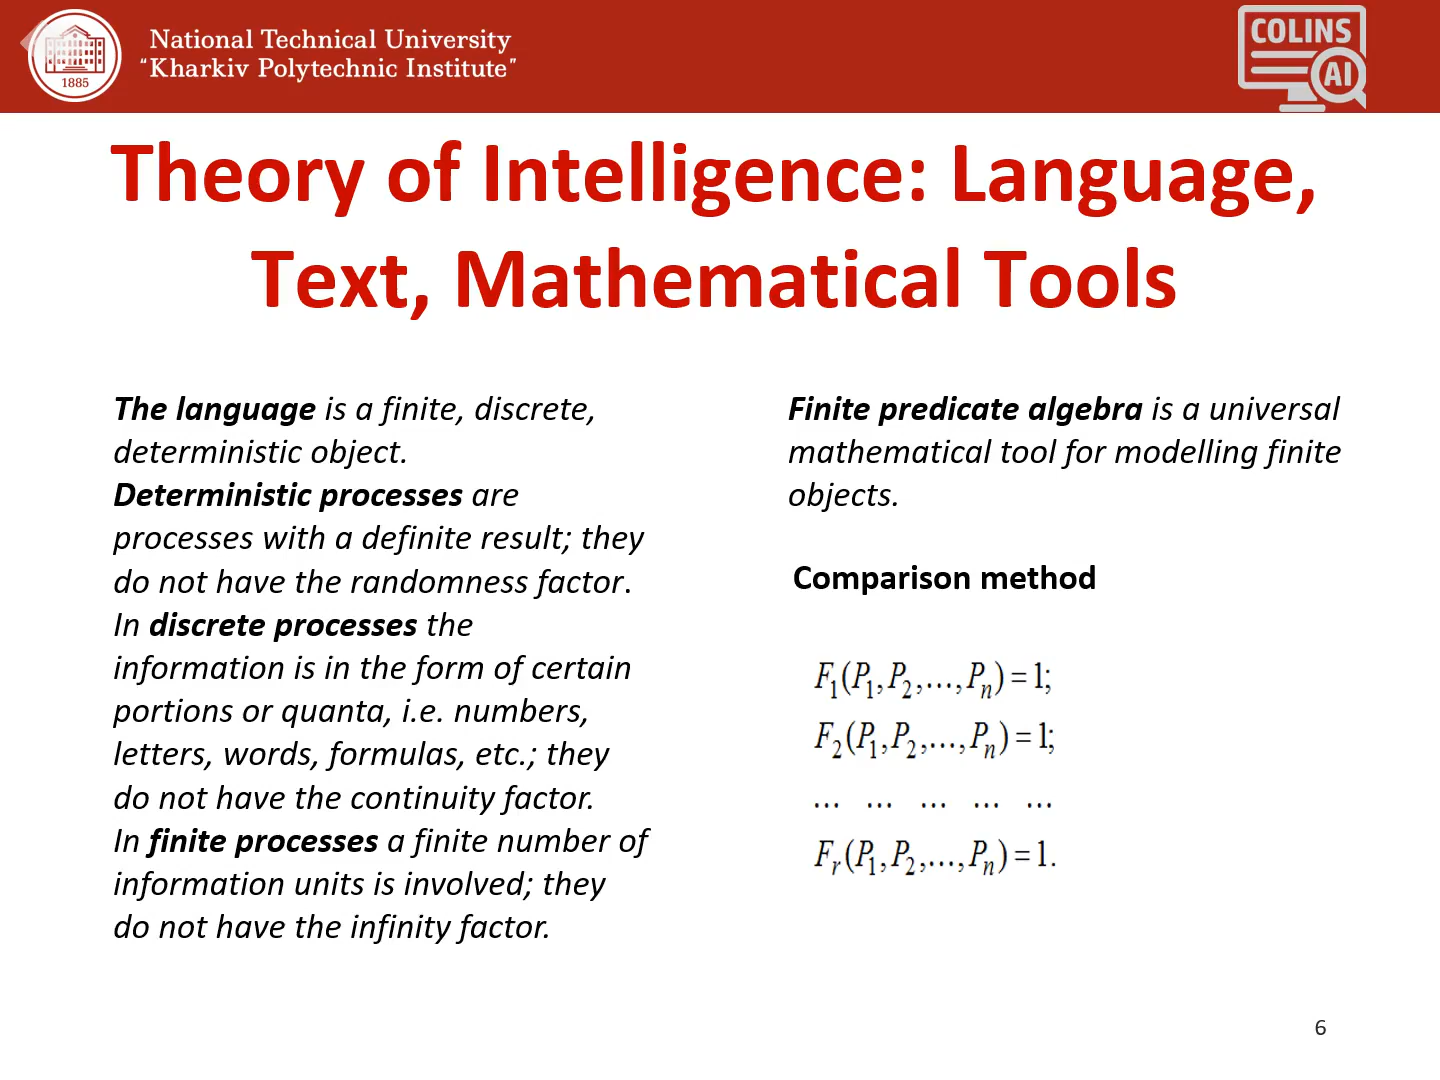 National Technical University
“Kharkiv Polytechnic Institute”
1885
COLINS
AI
Theory of Intelligence: Language,
Text, Mathematical Tools
The language is a finite, discrete,
deterministic object.
Deterministic processes are
processes with a definite result; they
do not have the randomness factor.
In discrete processes the
information is in the form of certain
portions or quanta, i.e. numbers,
letters, words, formulas, etc.; they
do not have the continuity factor.
In finite processes a finite number of
information units is involved; they
do not have the infinity factor.
Finite predicate algebra is a universal
mathematical tool for modelling finite
objects.
Comparison method
F₁(P₁,P₂,…,Pₙ)=1;
F₂(P₁,P₂,…,Pₙ)=1;
… … … … …
Fᵣ(P₁,P₂,…,Pₙ)=1.
6